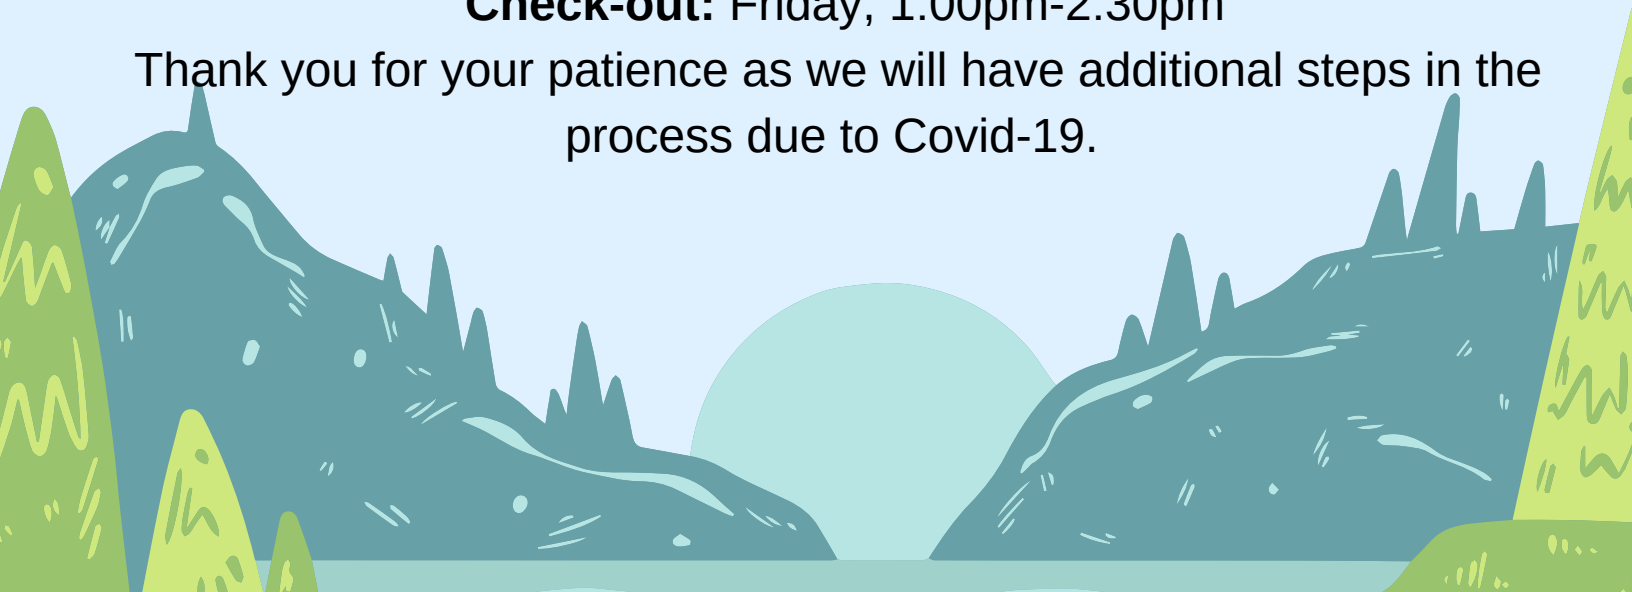 Check-out: Friday, 1:00pm-2:30pm
Thank you for your patience as we will have additional steps in the
process due to Covid-19.